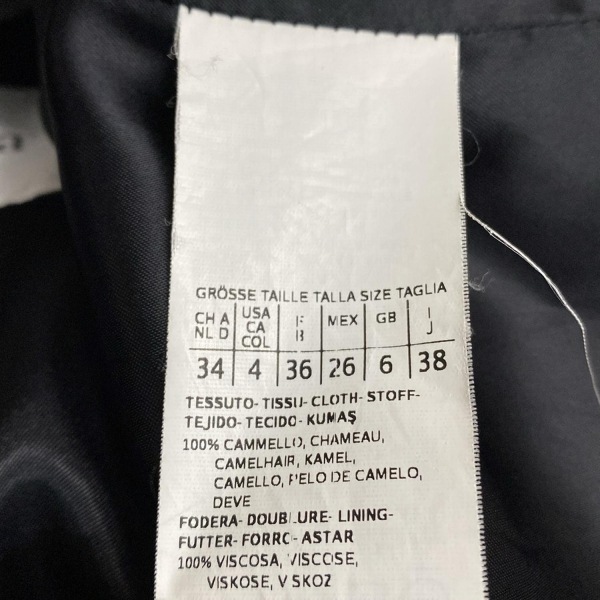 GRÖSSE TAILLE TALLA SIZE TAGLIA
CH A NL D USA CA COL F B MEX GB I J
34 4 36 26 6 38
TESSUTO- TISSU- CLOTH- STOFF-
TEJIDO- TECIDO- KUMAŞ
100% CAMMELLO, CHAMEAU,
CAMELHAIR, KAMEL,
CAMELLO, PELO DE CAMELO,
DEVE
FODERA- DOUBLURE- LINING-
FUTTER- FORRO- ASTAR
100% VISCOSA, VISCOSE,
VISKOSE, VISKOZ